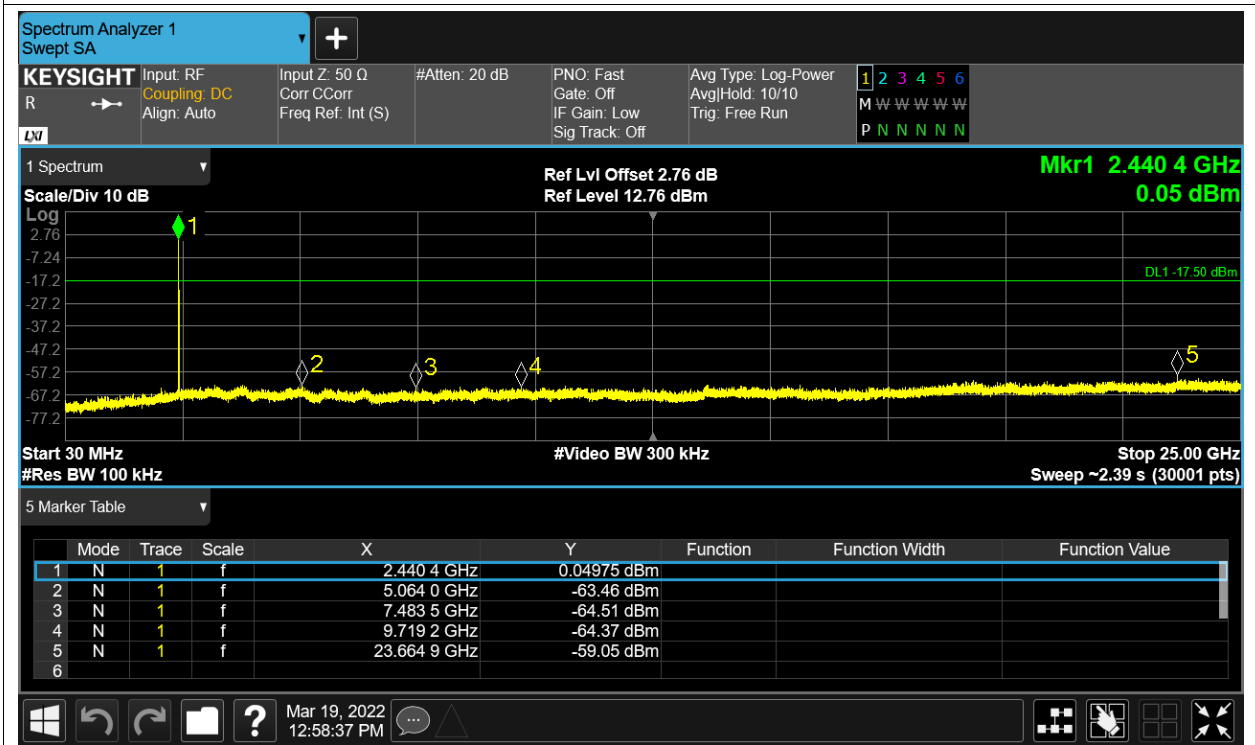 Spectrum Analyzer 1
Swept SA
+
KEYSIGHT Input: RF Input Z: 50 Ω #Atten: 20 dB PNO: Fast Avg Type: Log-Power 1 2 3 4 5 6
R Coupling: DC Corr CCorr Gate: Off Avg|Hold: 10/10 M W W W W W
Align: Auto Freq Ref: Int (S) IF Gain: Low Trig: Free Run
LXI Sig Track: Off P N N N N N
1 Spectrum Ref Lvl Offset 2.76 dB Mkr1 2.440 4 GHz
Scale/Div 10 dB Ref Level 12.76 dBm 0.05 dBm
Log
1
2.76
-7.24
DL1 -17.50 dBm
-17.2
-27.2
-37.2
-47.2
2 3 4 5
-57.2
-67.2
-77.2
Start 30 MHz #Video BW 300 kHz Stop 25.00 GHz
#Res BW 100 kHz Sweep ~2.39 s (30001 pts)
5 Marker Table
Mode Trace Scale X Y Function Function Width Function Value
1 N 1 f 2.440 4 GHz 0.04975 dBm
2 N 1 f 5.064 0 GHz -63.46 dBm
3 N 1 f 7.483 5 GHz -64.51 dBm
4 N 1 f 9.719 2 GHz -64.37 dBm
5 N 1 f 23.664 9 GHz -59.05 dBm
6
? Mar 19, 2022
12:58:37 PM